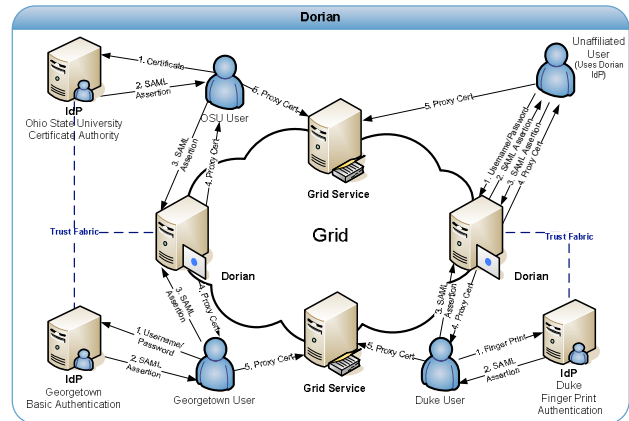 Dorian
1. Certificate
2. SAML
Assertion
IdP
Ohio State University
Certificate Authority
OSU User
5. Proxy Cert
3. SAML
Assertion
4. Proxy Cert
Grid Service
Unaffiliated
User
(Uses Dorian
IdP)
5. Proxy Cert
1. Username/Password
2. SAML Assertion
3. SAML Assertion
4. Proxy Cert
Trust Fabric
Dorian
Grid
Dorian
Trust Fabric
3. SAML
Assertion
4. Proxy Cert
1. Username/
Password
2. SAML
Assertion
IdP
Georgetown
Basic Authentication
Georgetown User
5. Proxy Cert
Grid Service
5. Proxy Cert
3. SAML
Assertion
4. Proxy Cert
Duke User
1. Finger Print
2. SAML
Assertion
IdP
Duke
Finger Print
Authentication